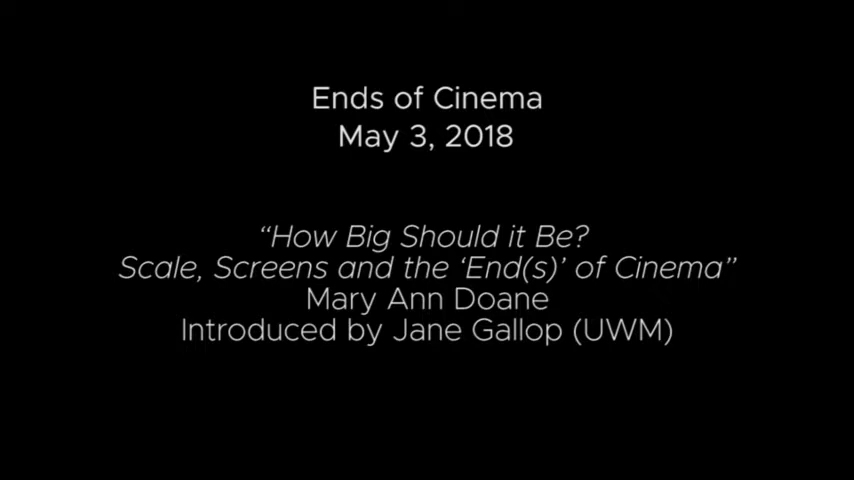 Ends of Cinema
May 3, 2018
“How Big Should it Be?
Scale, Screens and the ‘End(s)’ of Cinema”
Mary Ann Doane
Introduced by Jane Gallop (UWM)